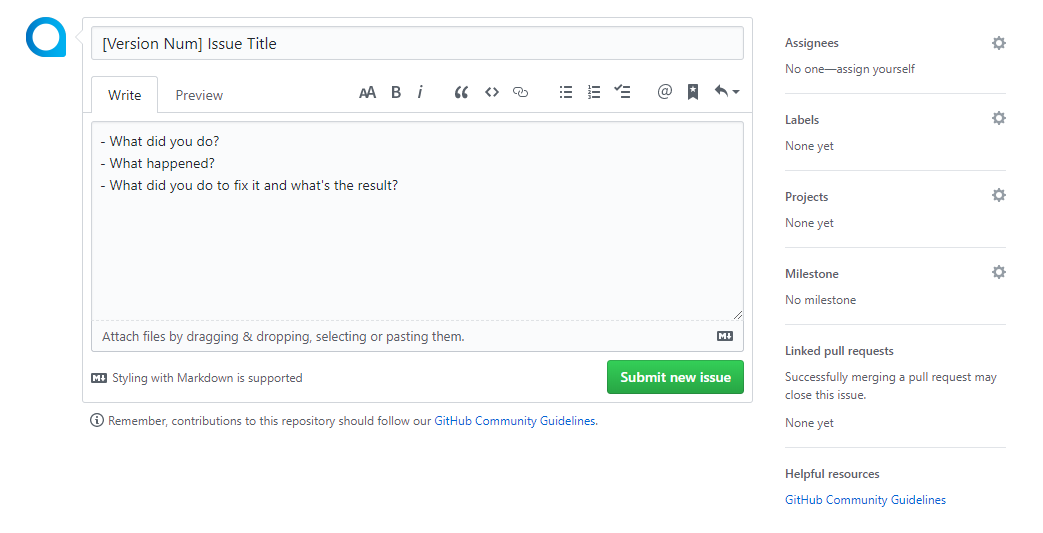 [Version Num] Issue Title
Write
Preview
AA B i
@
- What did you do?
- What happened?
- What did you do to fix it and what's the result?
Attach files by dragging & dropping, selecting or pasting them.
Styling with Markdown is supported
Submit new issue
Remember, contributions to this repository should follow our GitHub Community Guidelines.
Assignees
No one—assign yourself
Labels
None yet
Projects
None yet
Milestone
No milestone
Linked pull requests
Successfully merging a pull request may
close this issue.
None yet
Helpful resources
GitHub Community Guidelines